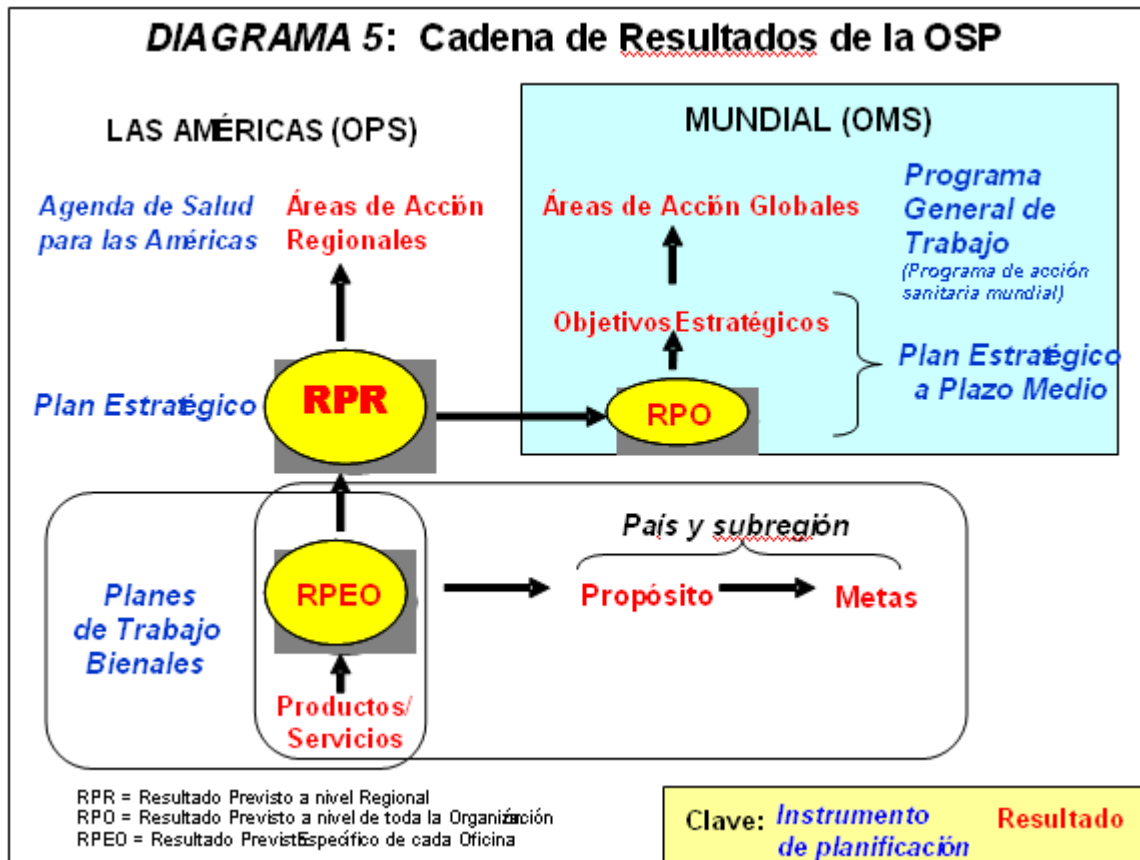 DIAGRAMA 5: Cadena de Resultados de la OSP
LAS AMÉRICAS (OPS)
Agenda de Salud
para las Américas
Áreas de Acción
Regionales
Plan Estratégico
RPR
MUNDIAL (OMS)
Áreas de Acción Globales
Programa
General de
Trabajo
(Programa de acción
sanitaria mundial)
Objetivos Estratégicos
RPO
Plan Estratégico
a Plazo Medio
Planes
de Trabajo
Bienales
RPEO
Productos/
Servicios
País y subregión
Propósito
Metas
RPR = Resultado Previsto a nivel Regional
RPO = Resultado Previsto a nivel de toda la Organización
RPEO = Resultado Previsto Específico de cada Oficina
Clave: Instrumento
de planificación
Resultado